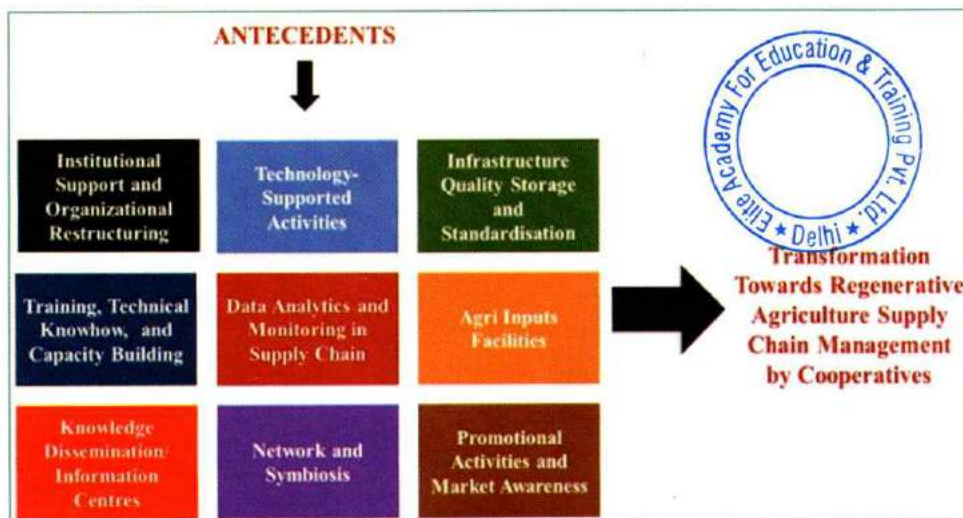 ANTECEDENTS
Institutional
Support and
Organizational
Restructuring
Technology-
Supported
Activities
Infrastructure
Quality Storage
and
Standardisation
Training, Technical
Knowhow, and
Capacity Building
Data Analytics and
Monitoring in
Supply Chain
Agri Inputs
Facilities
Knowledge
Dissemination/
Information
Centres
Network and
Symbiosis
Promotional
Activities and
Market Awareness
Elite Academy For Education & Training Pvt. Ltd.
★ Delhi ★
Transformation
Towards Regenerative
Agriculture Supply
Chain Management
by Cooperatives